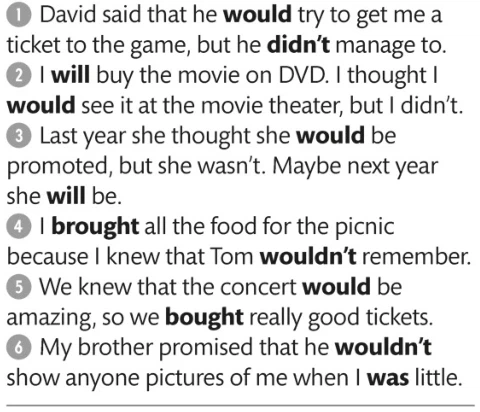 1 David said that he would try to get me a
ticket to the game, but he didn't manage to.
2 I will buy the movie on DVD. I thought I
would see it at the movie theater, but I didn't.
3 Last year she thought she would be
promoted, but she wasn't. Maybe next year
she will be.
4 I brought all the food for the picnic
because I knew that Tom wouldn't remember.
5 We knew that the concert would be
amazing, so we bought really good tickets.
6 My brother promised that he wouldn't
show anyone pictures of me when I was little.